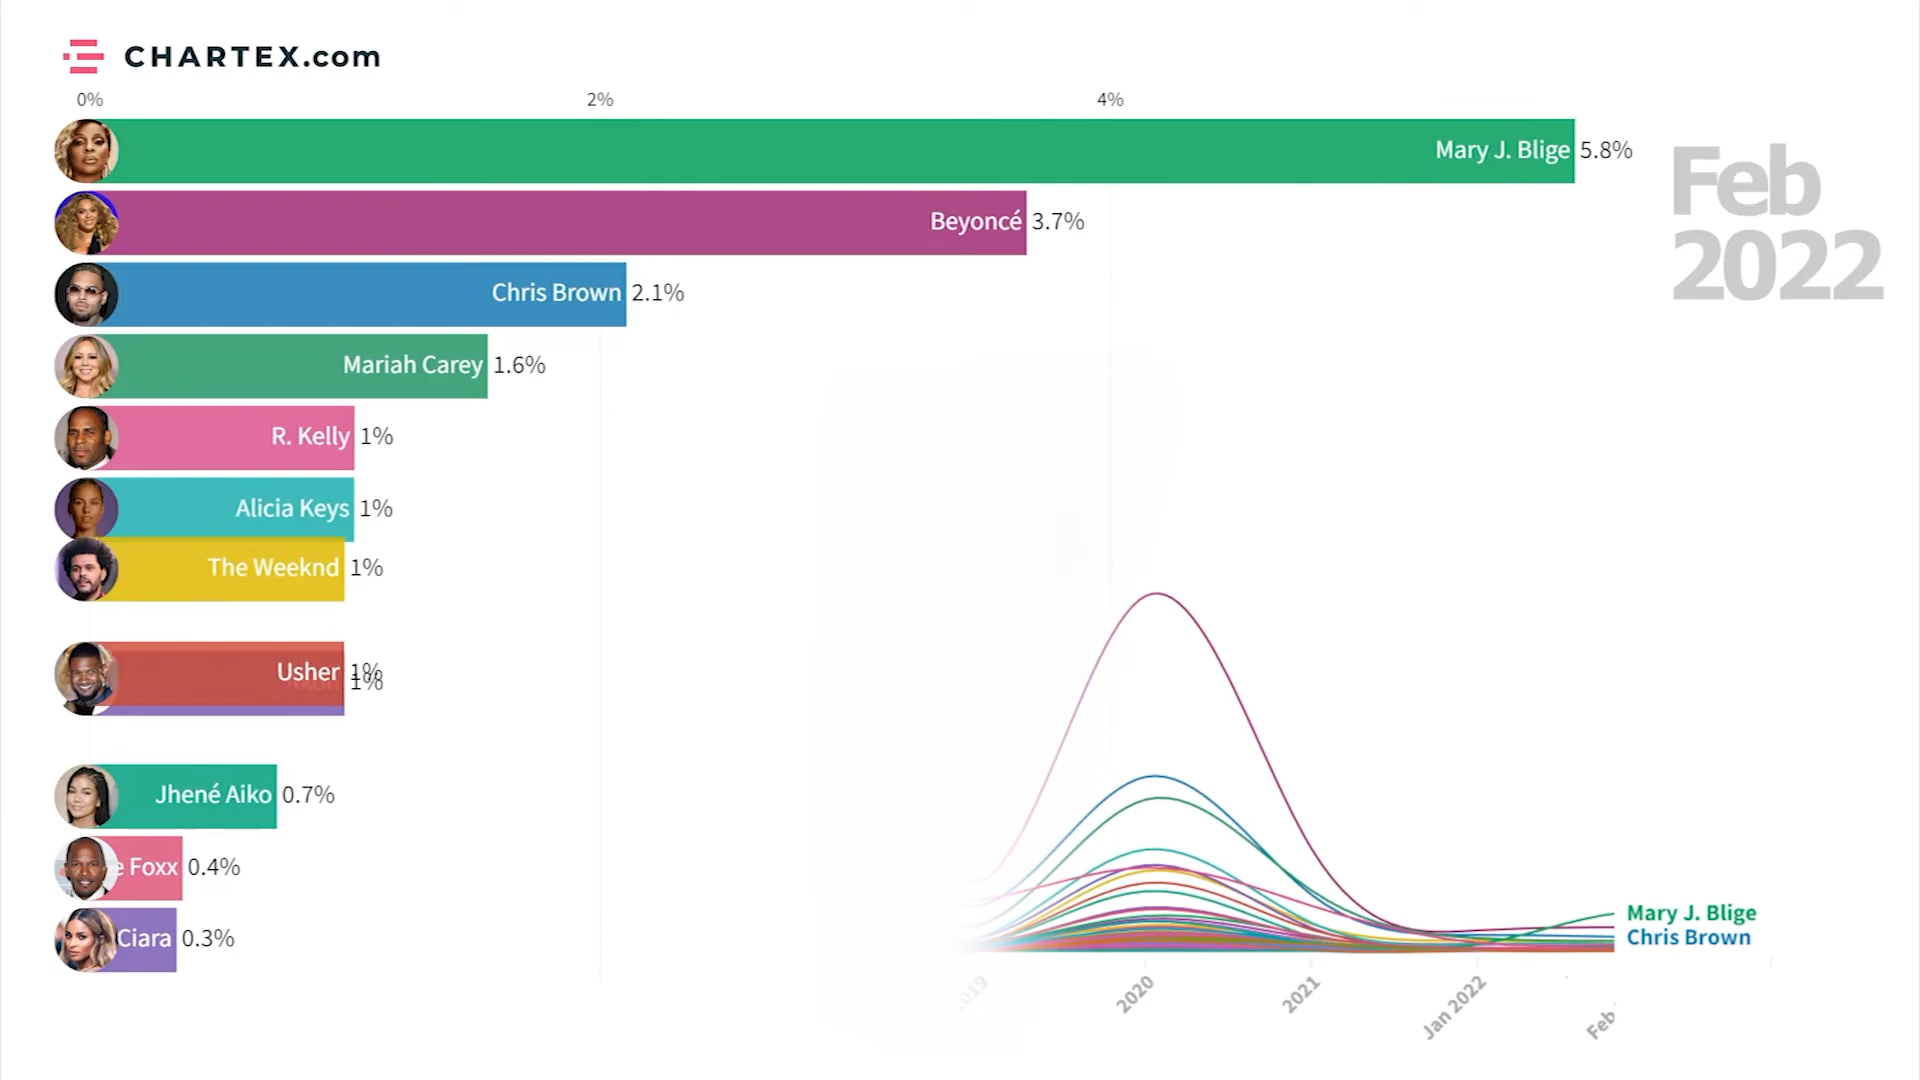 CHARTEX.com
0% 2% 4%
Mary J. Blige 5.8%
Feb
2022
Beyoncé 3.7%
Chris Brown 2.1%
Mariah Carey 1.6%
R. Kelly 1%
Alicia Keys 1%
The Weeknd 1%
Usher 1%
1%
Jhené Aiko 0.7%
e Foxx 0.4%
Ciara 0.3%
Mary J. Blige
Chris Brown
2020 2021 Jan 2022 Feb